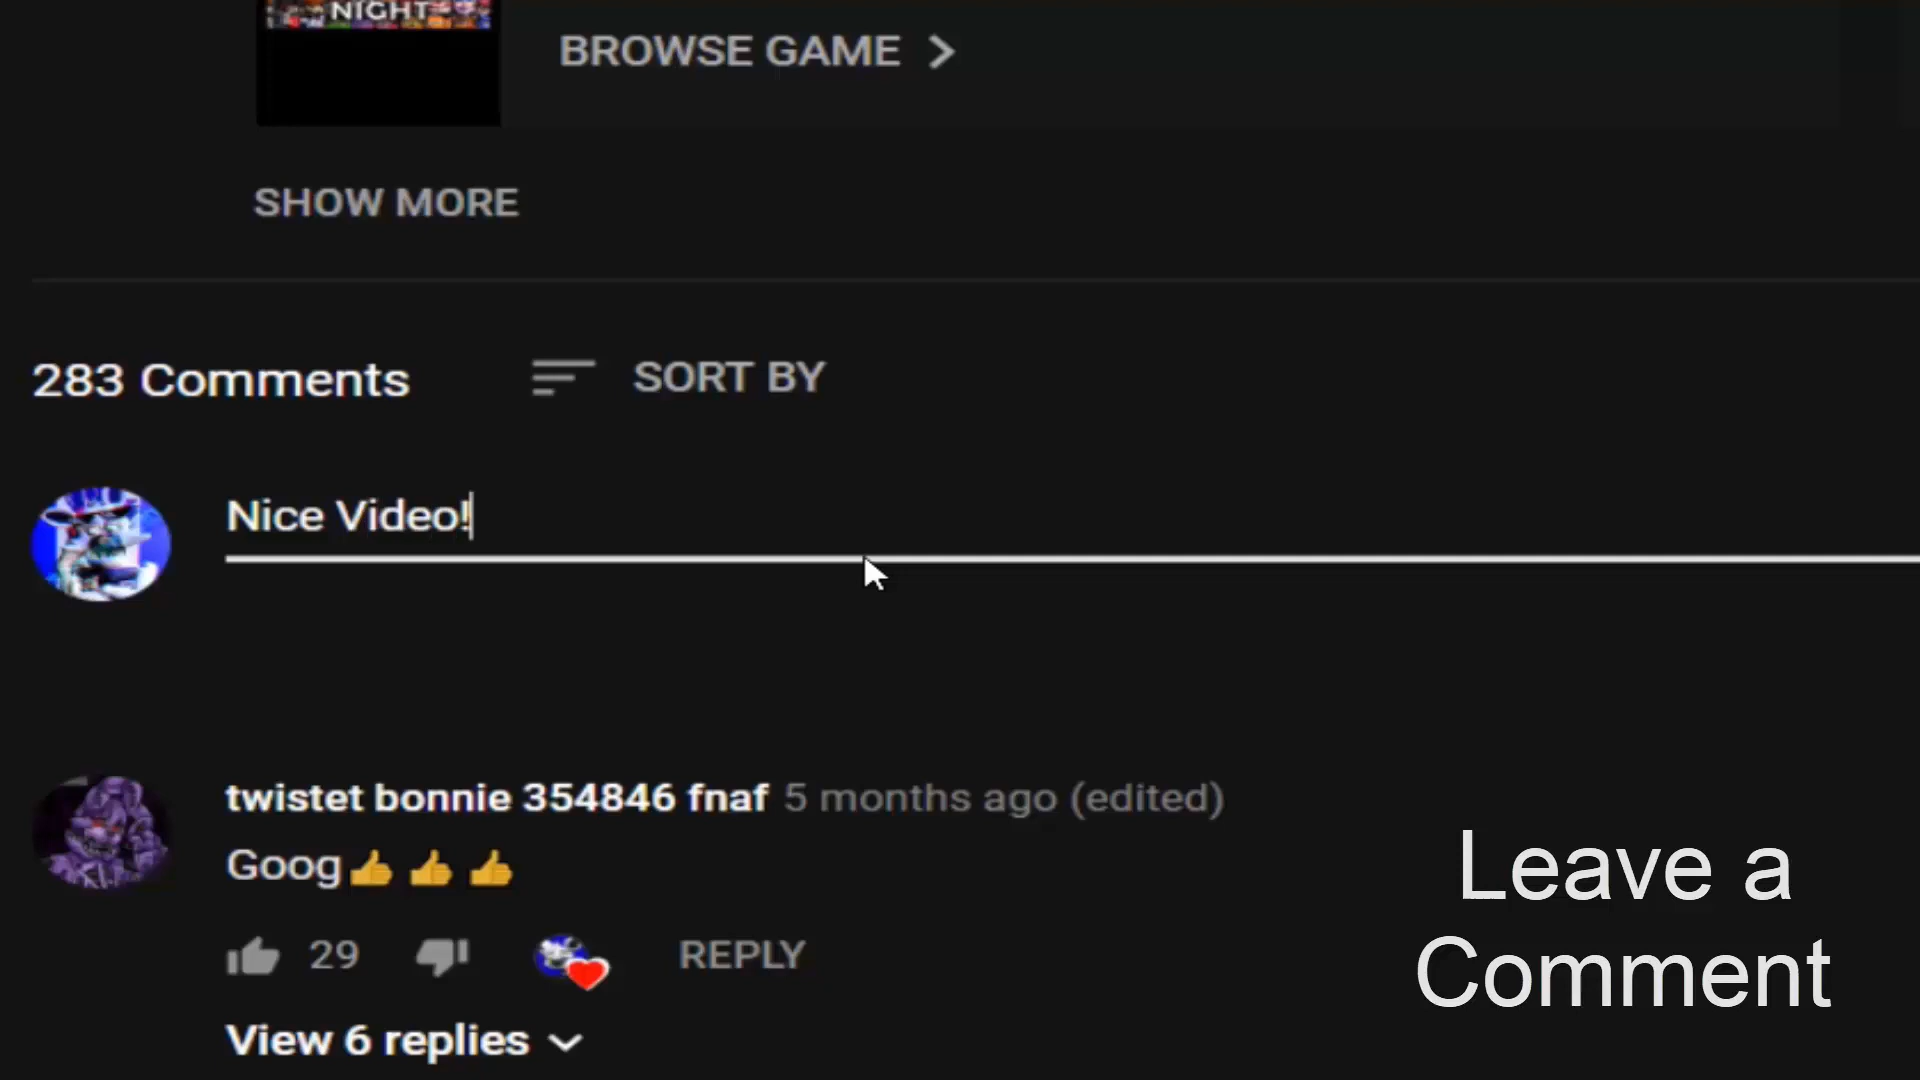 NIGHT
BROWSE GAME
SHOW MORE
283 Comments
SORT BY
Nice Video!
twistet bonnie 354846 fnaf 5 months ago (edited)
Goog👍👍👍
29
REPLY
View 6 replies
Leave a
Comment